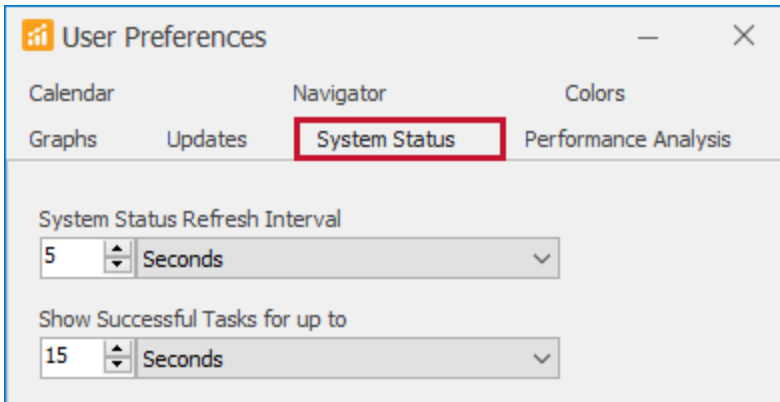 User Preferences
Calendar Navigator Colors
Graphs Updates System Status Performance Analysis
System Status Refresh Interval
5 Seconds
Show Successful Tasks for up to
15 Seconds